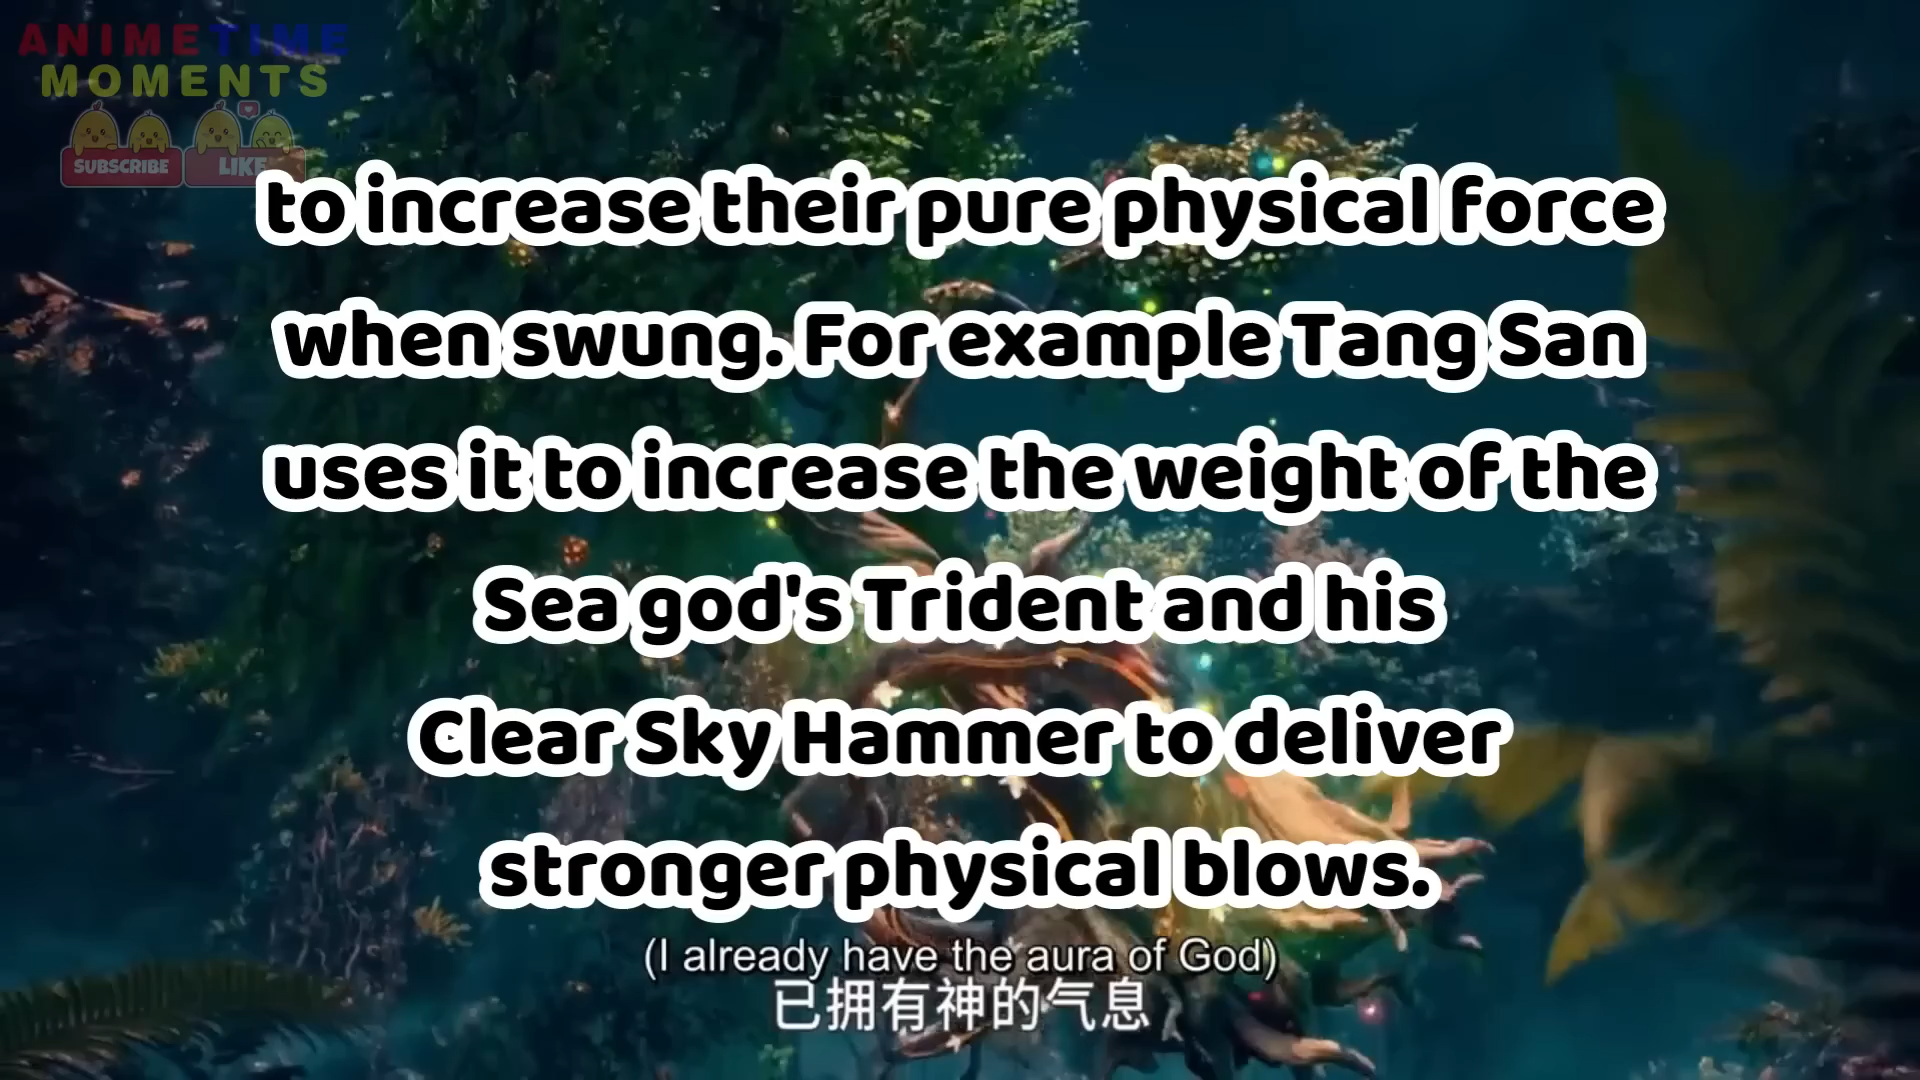 ANIMETIME
MOMENTS
SUBSCRIBE LIKE
to increase their pure physical force
when swung. For example Tang San
uses it to increase the weight of the
Sea god's Trident and his
Clear Sky Hammer to deliver
stronger physical blows.
(I already have the aura of God)
已拥有神的气息